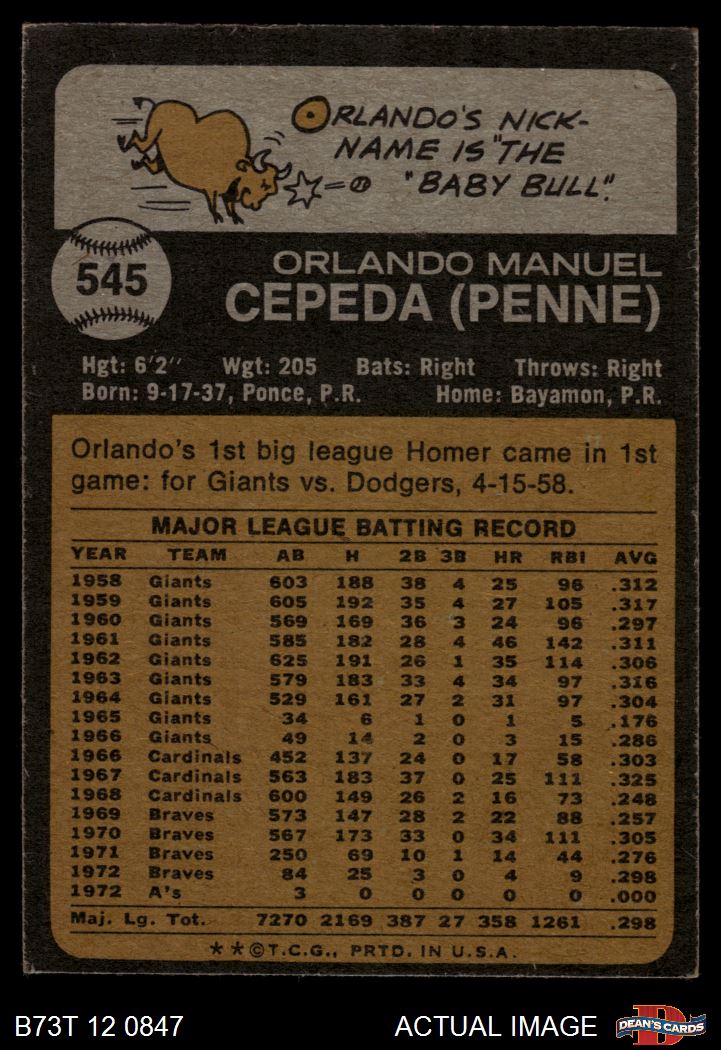 ORLANDO'S NICK-
NAME IS "THE
"BABY BULL".
545
ORLANDO MANUEL
CEPEDA (PENNE)
Hgt: 6'2" Wgt: 205 Bats: Right Throws: Right
Born: 9-17-37, Ponce, P.R. Home: Bayamon, P.R.
Orlando's 1st big league Homer came in 1st
game: for Giants vs. Dodgers, 4-15-58.
MAJOR LEAGUE BATTING RECORD
YEAR TEAM AB H 2B 3B HR RBI AVG
1958 Giants 603 188 38 4 25 96 .312
1959 Giants 605 192 35 4 27 105 .317
1960 Giants 569 169 36 3 24 96 .297
1961 Giants 585 182 28 4 46 142 .311
1962 Giants 625 191 26 1 35 114 .306
1963 Giants 579 183 33 4 34 97 .316
1964 Giants 529 161 27 2 31 97 .304
1965 Giants 34 6 1 0 1 5 .176
1966 Giants 49 14 2 0 3 15 .286
1966 Cardinals 452 137 24 0 17 58 .303
1967 Cardinals 563 183 37 0 25 111 .325
1968 Cardinals 600 149 26 2 16 73 .248
1969 Braves 573 147 28 2 22 88 .257
1970 Braves 567 173 33 0 34 111 .305
1971 Braves 250 69 10 1 14 44 .276
1972 Braves 84 25 3 0 4 9 .298
1972 A's 3 0 0 0 0 0 .000
Maj. Lg. Tot. 7270 2169 387 27 358 1261 .298
**©T.C.G., PRTD. IN U.S.A.
B73T 12 0847 ACTUAL IMAGE DEAN'S CARDS